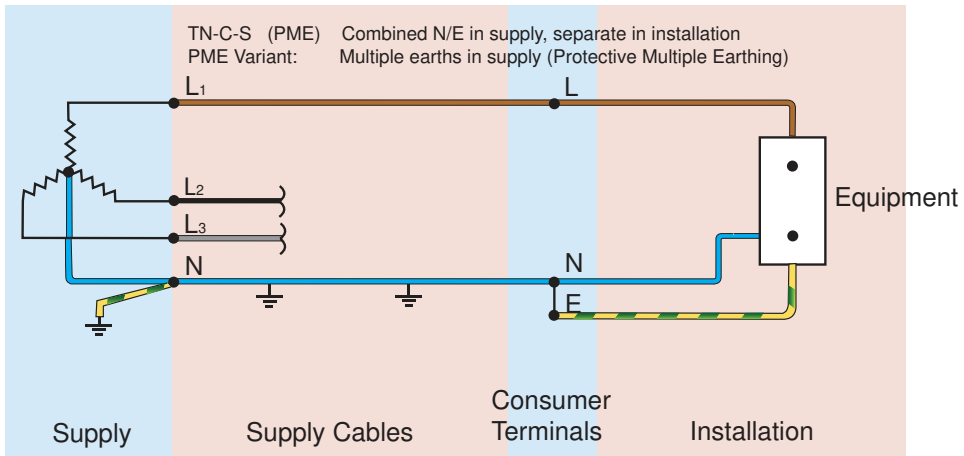 TN-C-S (PME) Combined N/E in supply, separate in installation
PME Variant: Multiple earths in supply (Protective Multiple Earthing)
L1
L
L2
Equipment
L3
N
N
E
Consumer
Supply
Supply Cables
Terminals
Installation